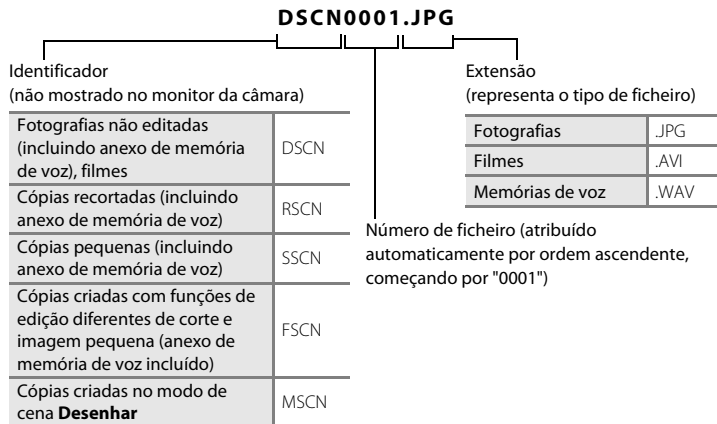 DSCN0001.JPG
Identificador
(não mostrado no monitor da câmara)
Fotografias não editadas
(incluindo anexo de memória
de voz), filmes
DSCN
Cópias recortadas (incluindo
anexo de memória de voz)
RSCN
Cópias pequenas (incluindo
anexo de memória de voz)
SSCN
Cópias criadas com funções de
edição diferentes de corte e
imagem pequena (anexo de
memória de voz incluído)
FSCN
Cópias criadas no modo de
cena Desenhar
MSCN
Extensão
(representa o tipo de ficheiro)
Fotografias .JPG
Filmes .AVI
Memórias de voz .WAV
Número de ficheiro (atribuído
automaticamente por ordem ascendente,
começando por "0001")